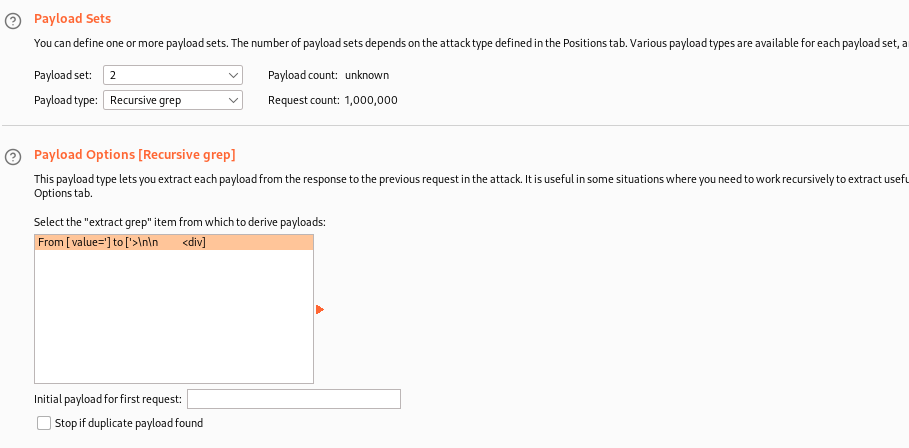 Payload Sets
You can define one or more payload sets. The number of payload sets depends on the attack type defined in the Positions tab. Various payload types are available for each payload set, a
Payload set: 2 Payload count: unknown
Payload type: Recursive grep Request count: 1,000,000
Payload Options [Recursive grep]
This payload type lets you extract each payload from the response to the previous request in the attack. It is useful in some situations where you need to work recursively to extract usefu
Options tab.
Select the "extract grep" item from which to derive payloads:
From [ value='] to ['>\n\n        <div]
Initial payload for first request:
Stop if duplicate payload found